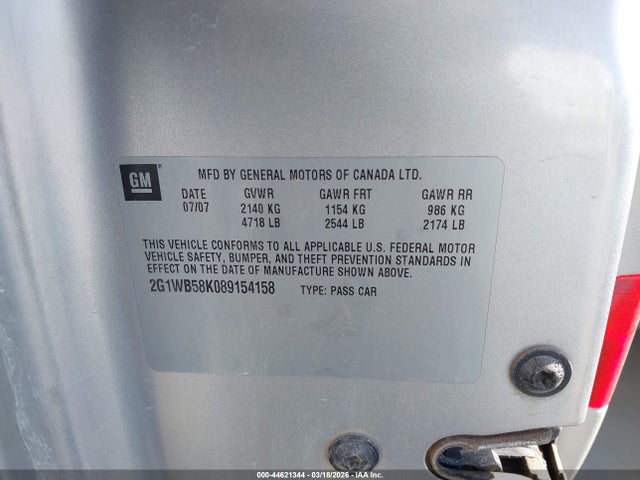 GM
MFD BY GENERAL MOTORS OF CANADA LTD.
DATE GVWR GAWR FRT GAWR RR
07/07 2140 KG 1154 KG 986 KG
4718 LB 2544 LB 2174 LB
THIS VEHICLE CONFORMS TO ALL APPLICABLE U.S. FEDERAL MOTOR
VEHICLE SAFETY, BUMPER, AND THEFT PREVENTION STANDARDS IN
EFFECT ON THE DATE OF MANUFACTURE SHOWN ABOVE.
2G1WB58K089154158 TYPE: PASS CAR
000-44621344 - 03/18/2026 - IAA Inc.